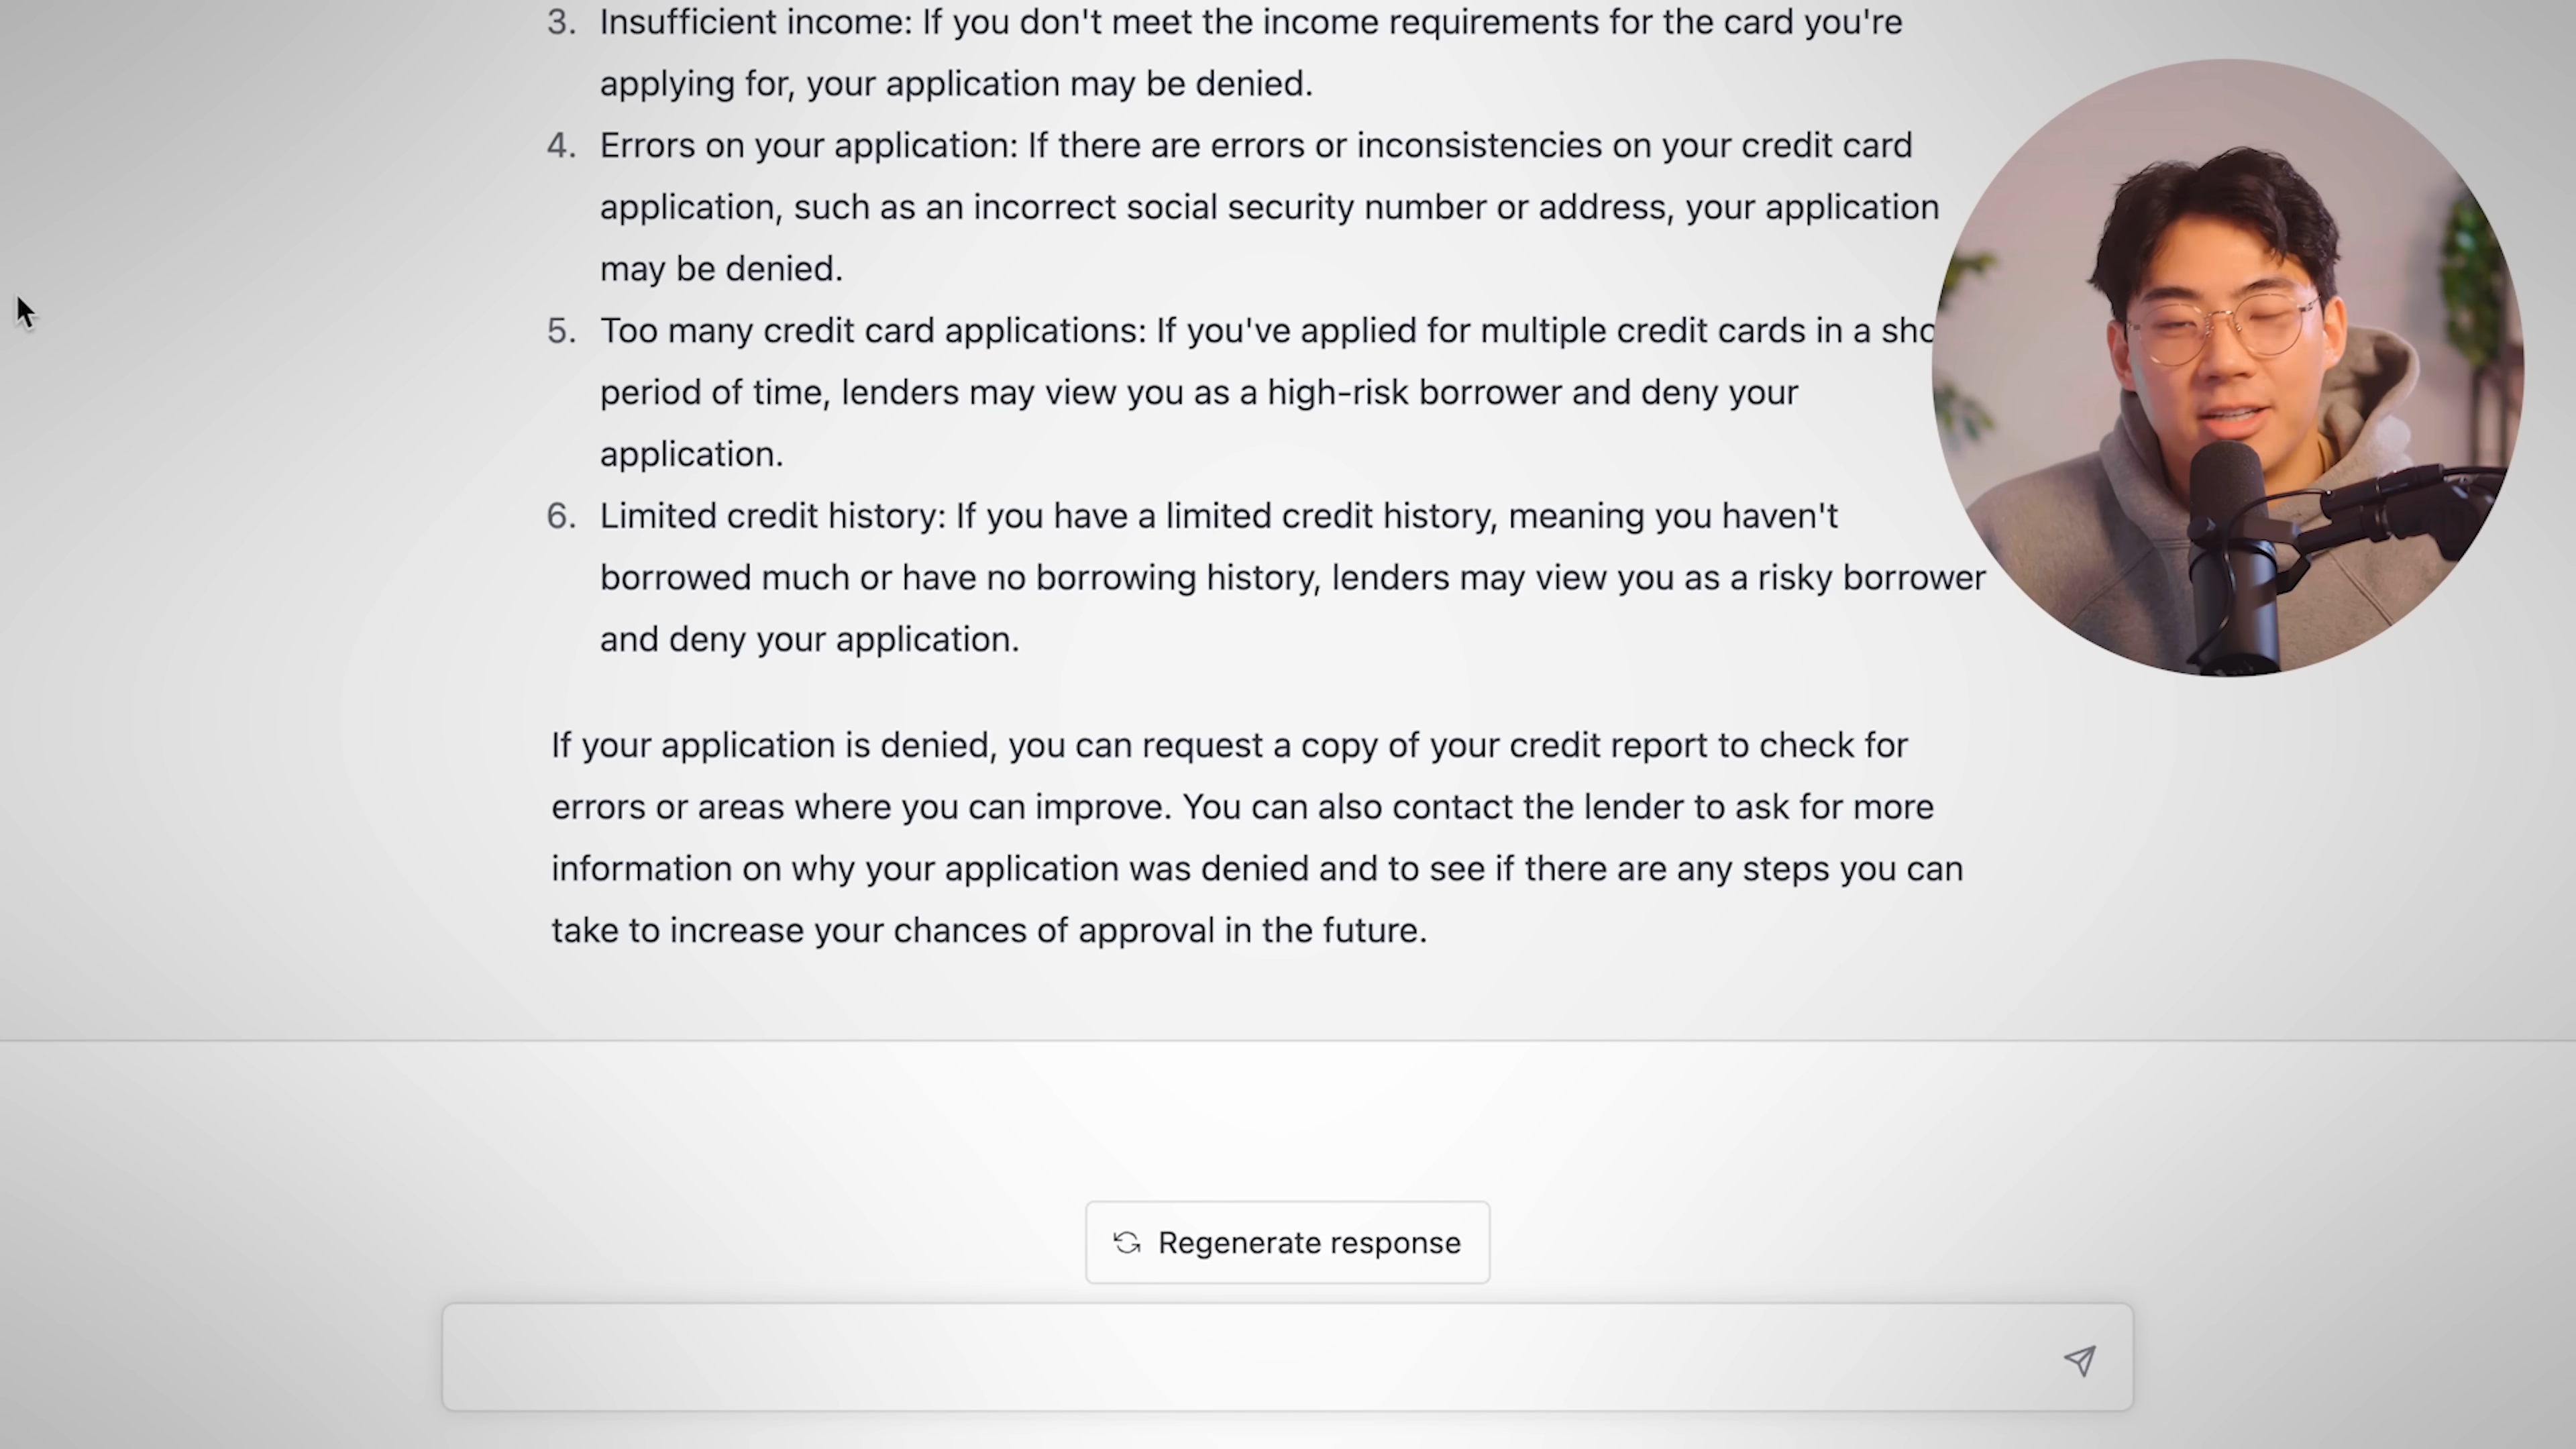 3. Insufficient income: If you don't meet the income requirements for the card you're
applying for, your application may be denied.
4. Errors on your application: If there are errors or inconsistencies on your credit card
application, such as an incorrect social security number or address, your application
may be denied.
5. Too many credit card applications: If you've applied for multiple credit cards in a
period of time, lenders may view you as a high-risk borrower and deny your
application.
6. Limited credit history: If you have a limited credit history, meaning you haven't
borrowed much or have no borrowing history, lenders may view you as a risky borrower
and deny your application.
If your application is denied, you can request a copy of your credit report to check for
errors or areas where you can improve. You can also contact the lender to ask for more
information on why your application was denied and to see if there are any steps you can
take to increase your chances of approval in the future.
Regenerate response